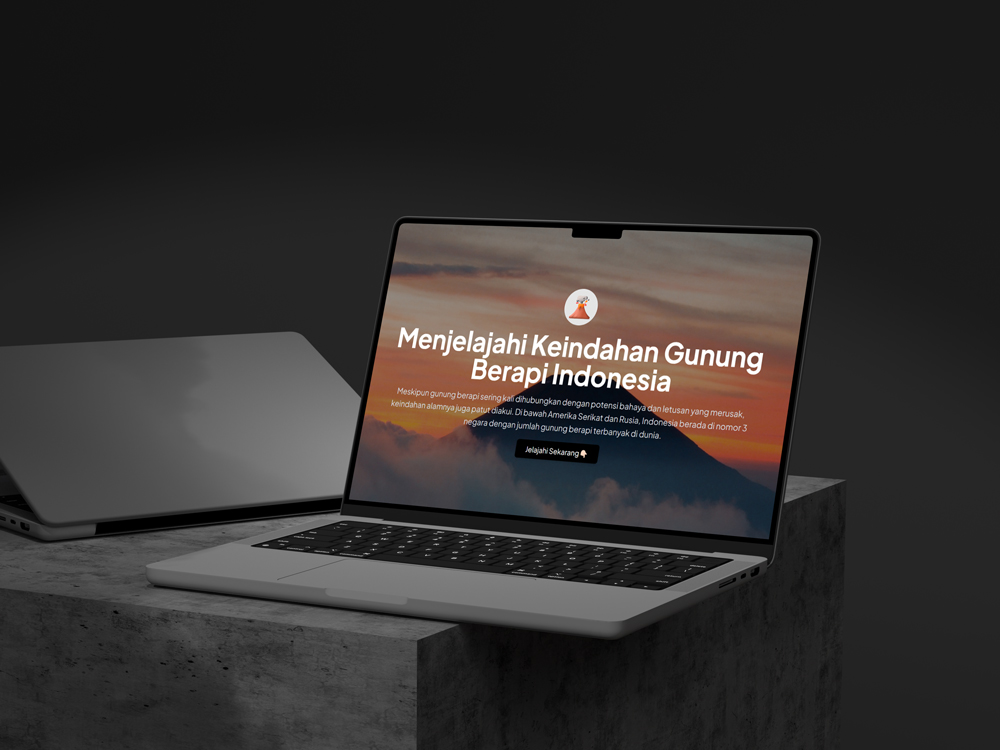 Menjelajahi Keindahan Gunung
Berapi Indonesia
Meskipun gunung berapi sering kali dihubungkan dengan potensi bahaya dan letusan yang merusak,
keindahan alamnya juga patut diakui. Di bawah Amerika Serikat dan Rusia, Indonesia berada di nomor 3
negara dengan jumlah gunung berapi terbanyak di dunia.
Jelajahi Sekarang👇🏻